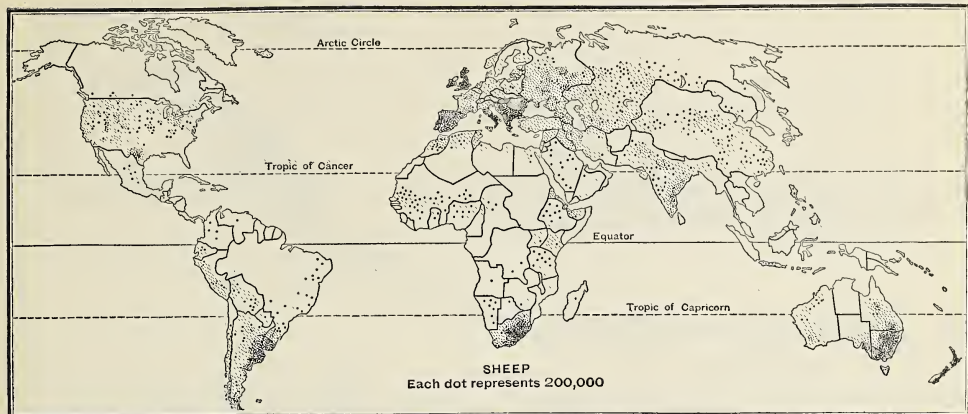 Arctic Circle
Tropic of Cancer
Equator
Tropic of Capricorn
SHEEP
Each dot represents 200,000